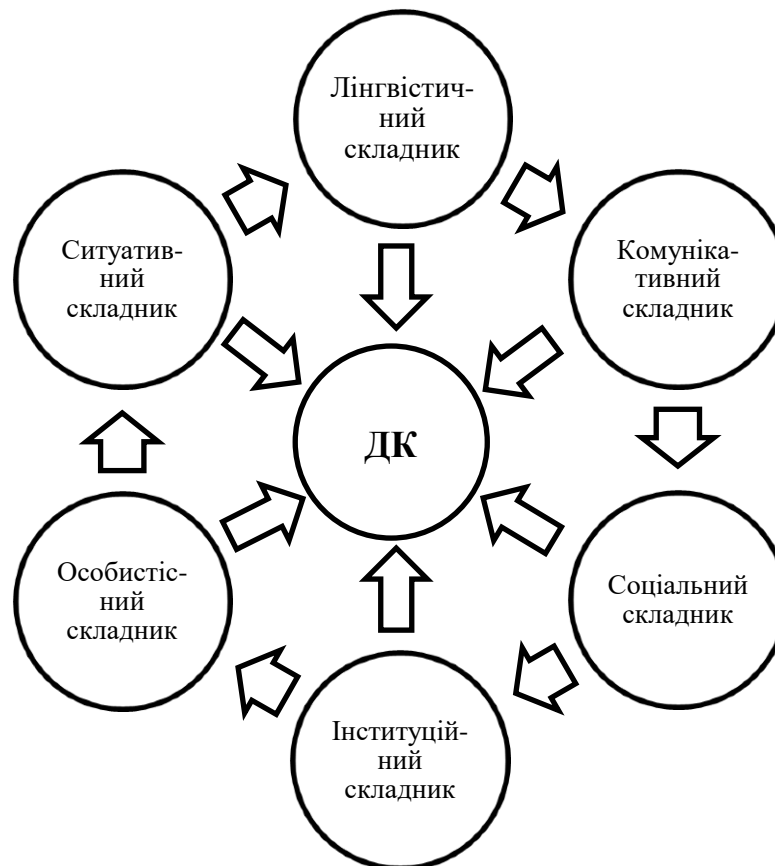 Лінгвістич-
ний
складник
Ситуатив-
ний
складник
Комуніка-
тивний
складник
ДК
Особистіс-
ний
складник
Соціальний
складник
Інституцій-
ний
складник